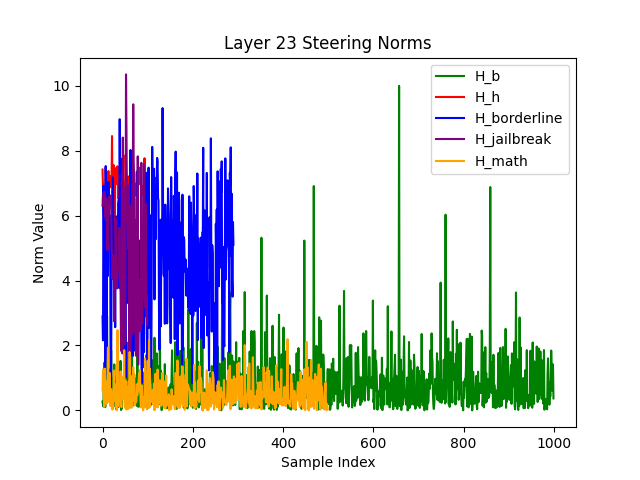 Layer 23 Steering Norms
H_b
H_h
H_borderline
H_jailbreak
H_math
Norm Value
10
8
6
4
2
0
0
200
400
600
800
1000
Sample Index